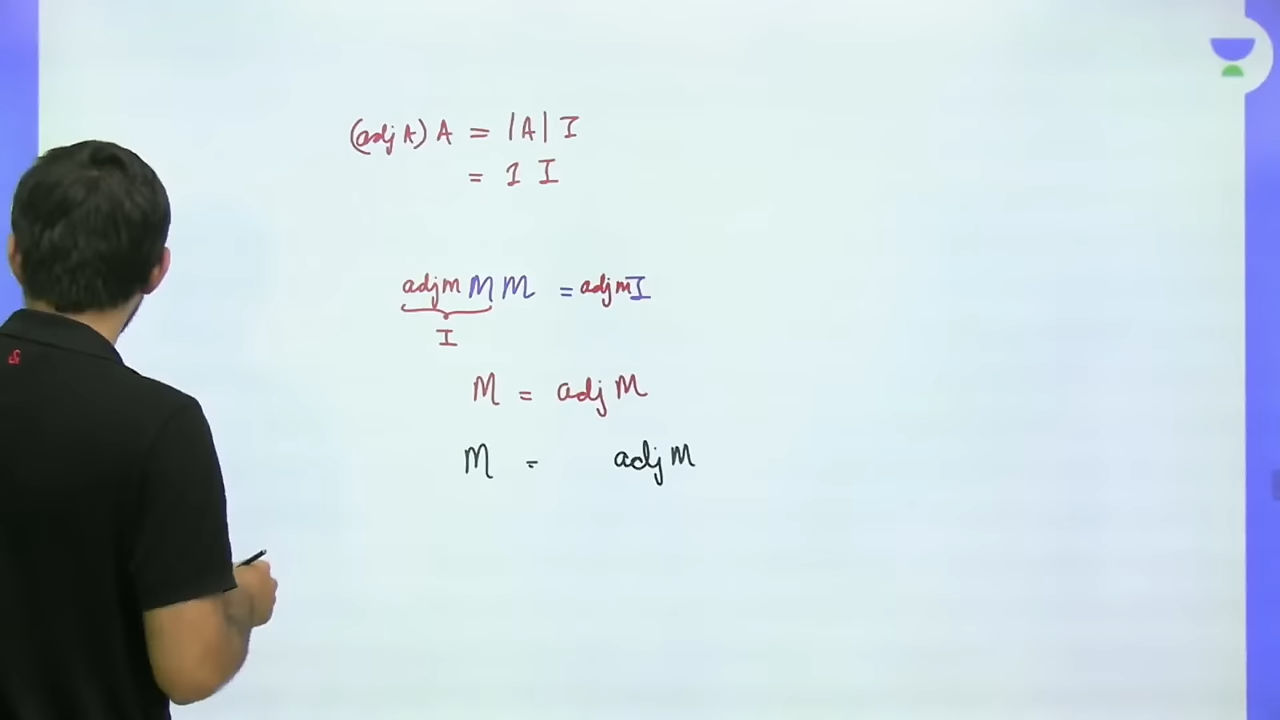 (adj A) A = |A| I
= 1 I
adj m M M = adj m I
I
M = adj M
M = adj M